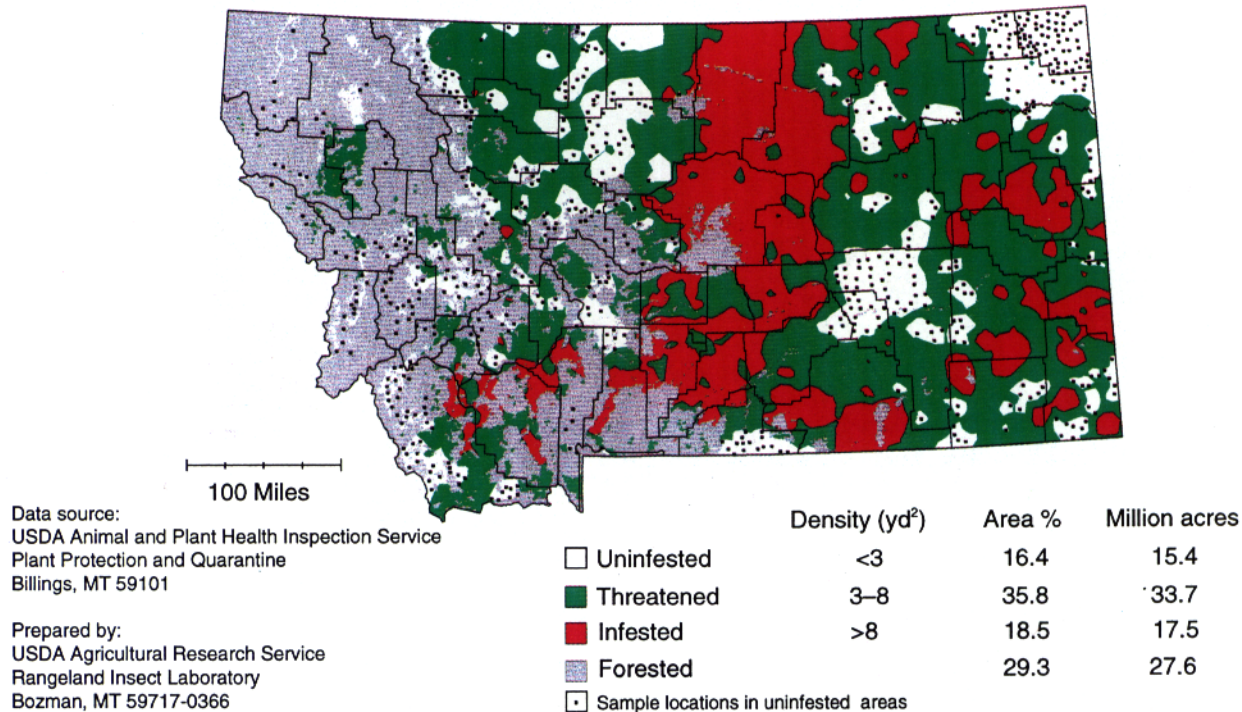 100 Miles
Data source:
USDA Animal and Plant Health Inspection Service
Plant Protection and Quarantine
Billings, MT 59101
Prepared by:
USDA Agricultural Research Service
Rangeland Insect Laboratory
Bozman, MT 59717-0366
Density (yd²) Area % Million acres
Uninfested <3 16.4 15.4
Threatened 3–8 35.8 33.7
Infested >8 18.5 17.5
Forested 29.3 27.6
Sample locations in uninfested areas